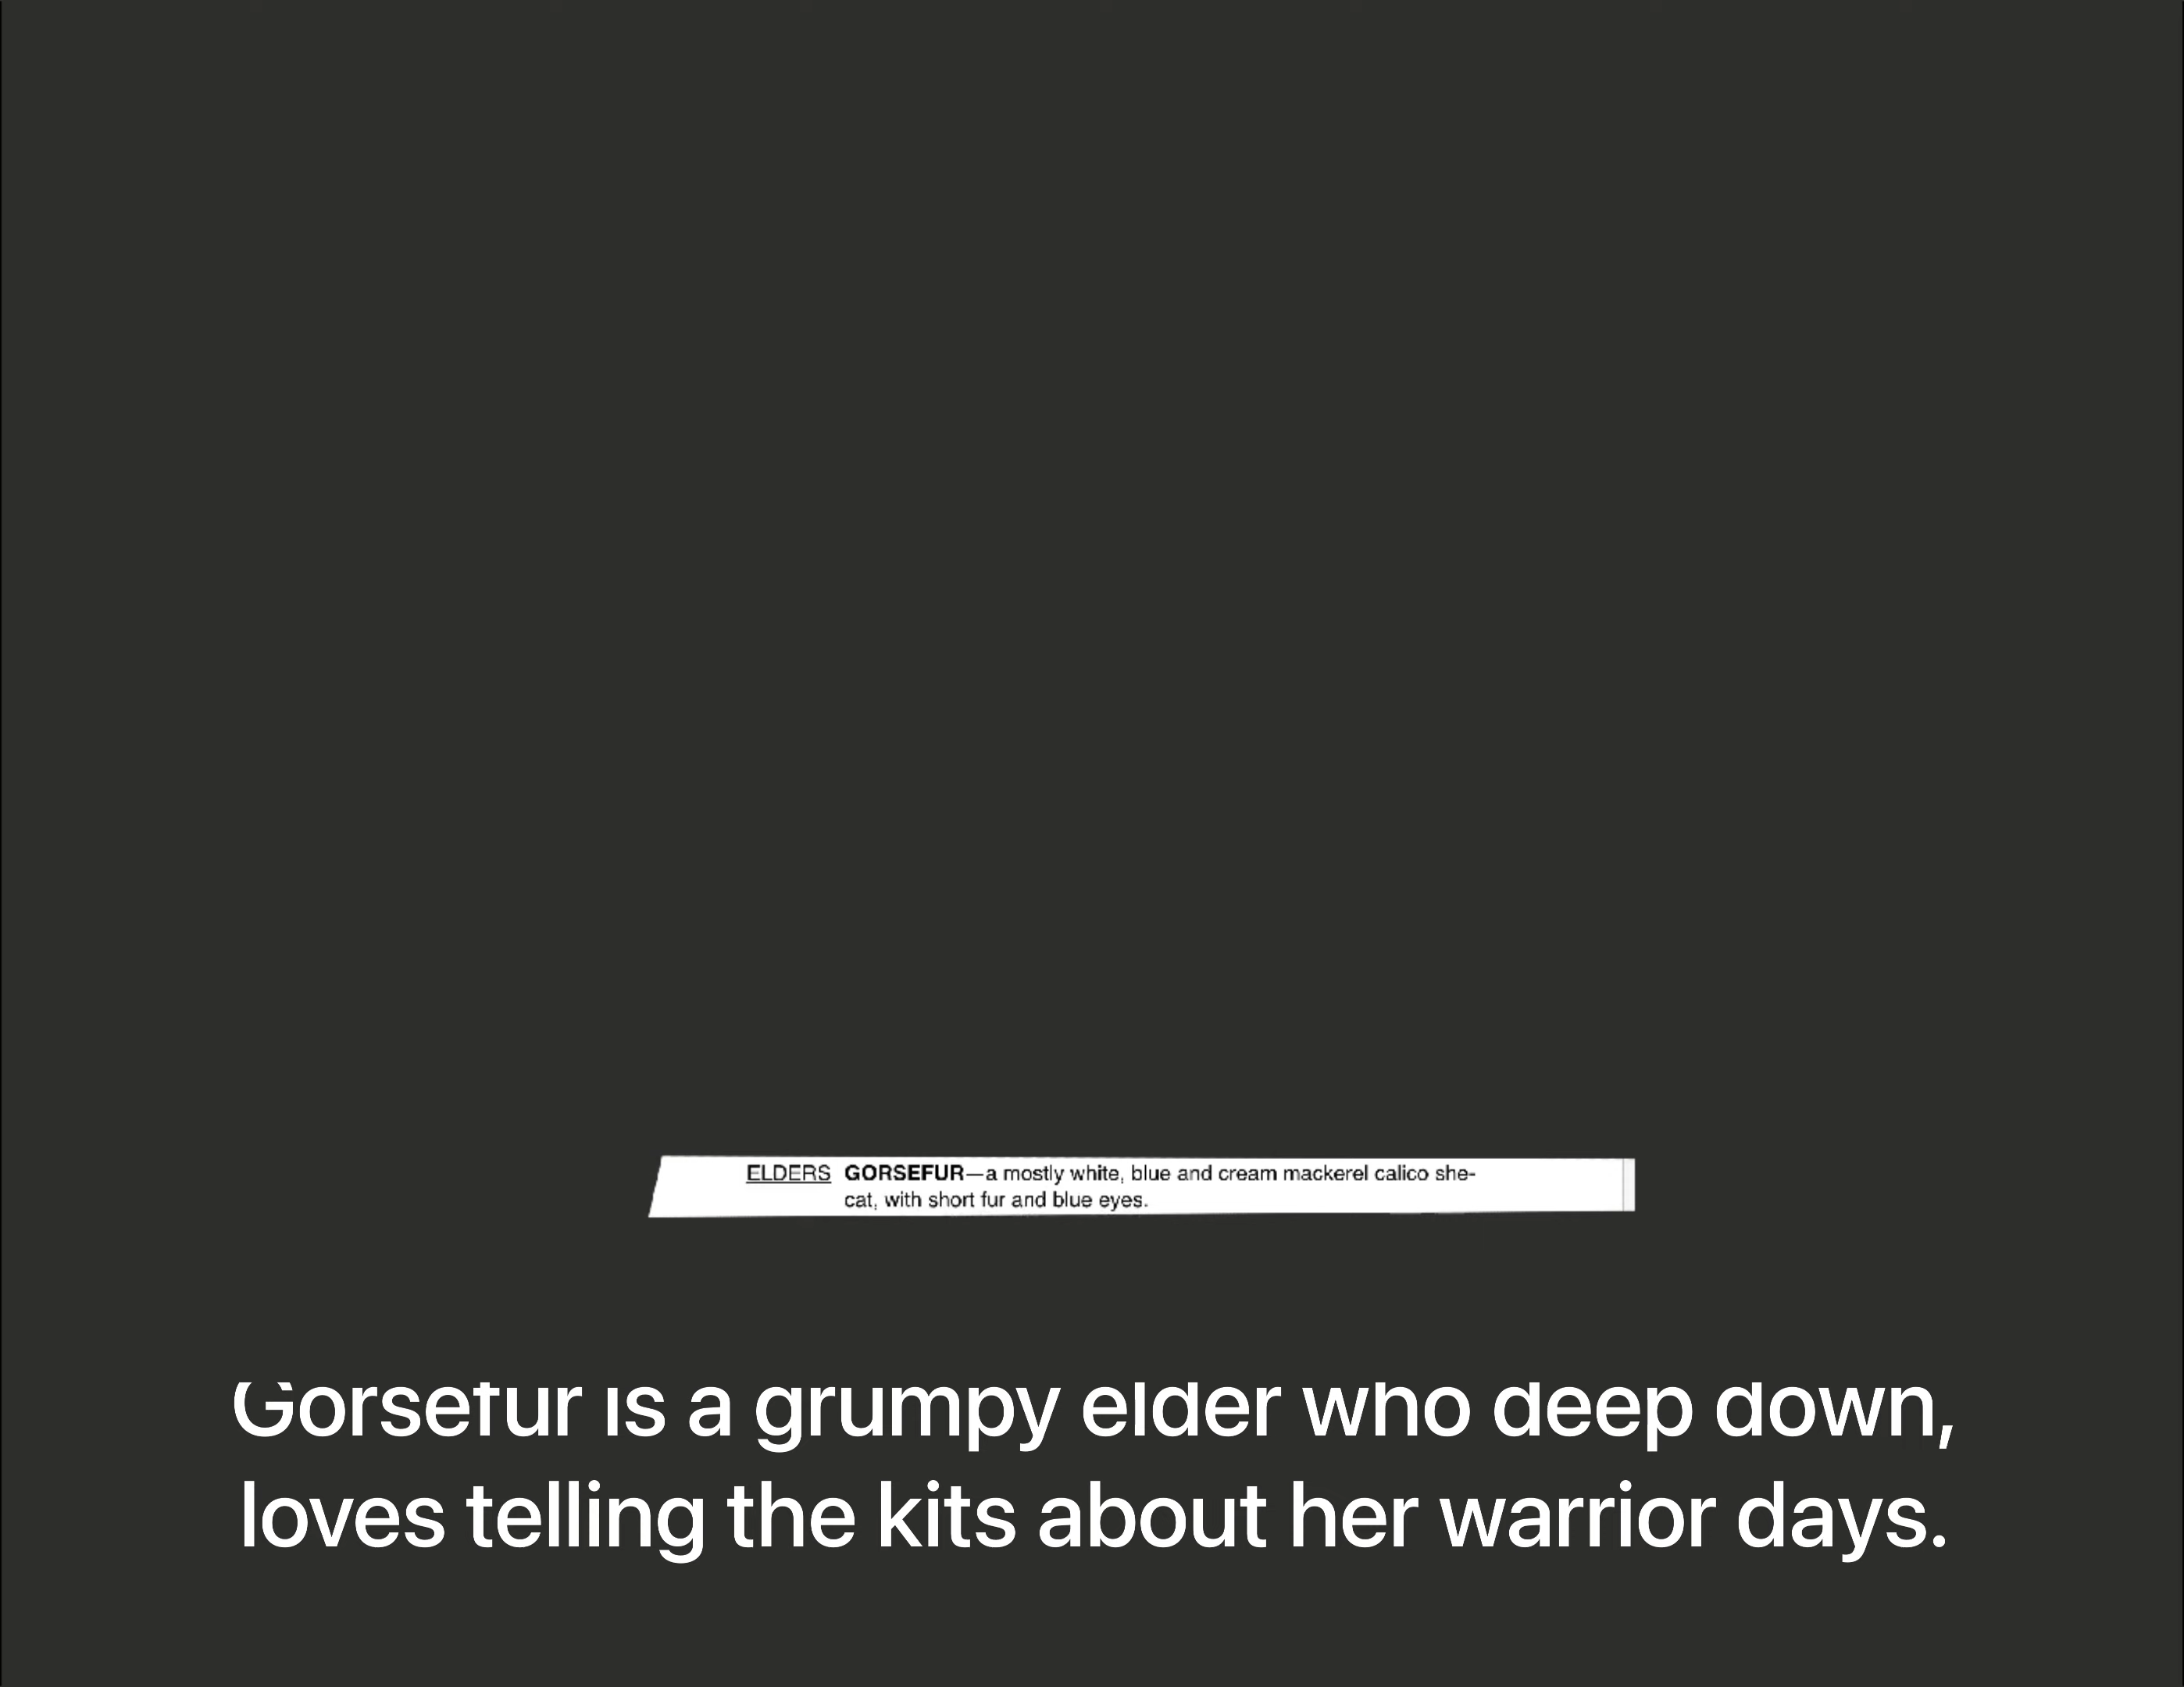 ELDERS GORSEFUR—a mostly white, blue and cream mackerel calico she-
cat, with short fur and blue eyes.
Gorsefur is a grumpy elder who deep down,
loves telling the kits about her warrior days.